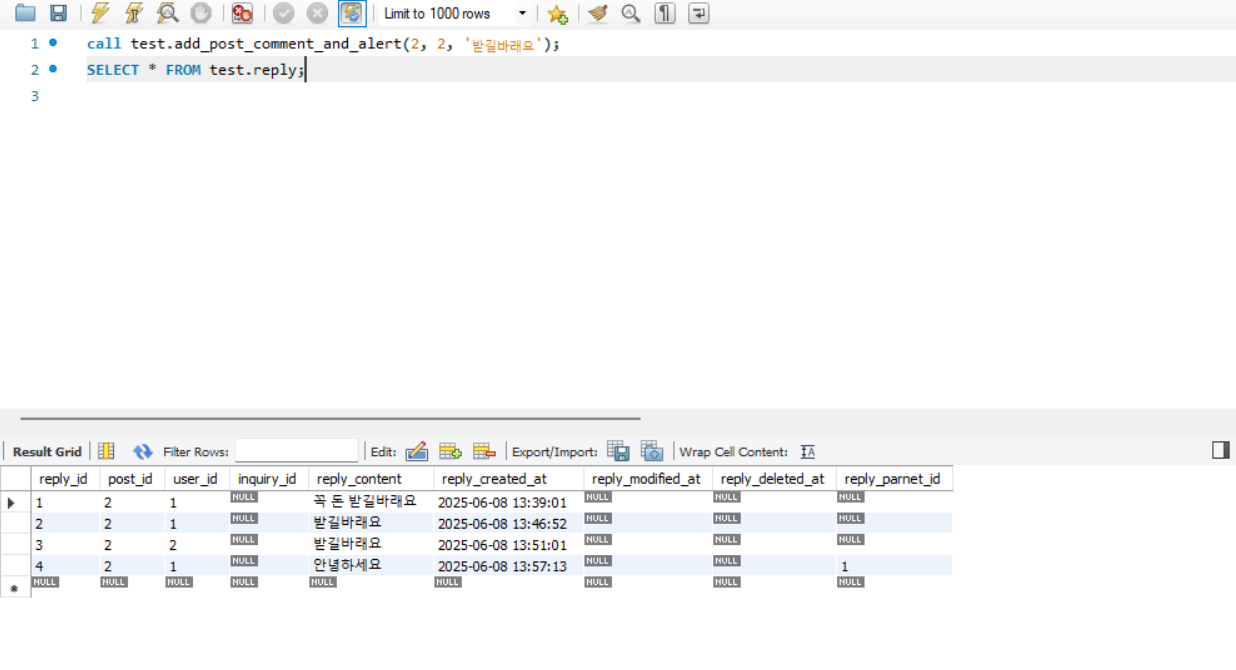 Limit to 1000 rows
1 call test.add_post_comment_and_alert(2, 2, '받길바래요');
2 SELECT * FROM test.reply;
3
Result Grid Filter Rows: Edit: Export/Import: Wrap Cell Content:
reply_id post_id user_id inquiry_id reply_content reply_created_at reply_modified_at reply_deleted_at reply_parnet_id
1 2 1 NULL 꼭 돈 받길바래요 2025-06-08 13:39:01 NULL NULL NULL
2 2 1 NULL 받길바래요 2025-06-08 13:46:52 NULL NULL NULL
3 2 2 NULL 받길바래요 2025-06-08 13:51:01 NULL NULL NULL
4 2 1 NULL 안녕하세요 2025-06-08 13:57:13 NULL NULL 1
NULL NULL NULL NULL NULL NULL NULL NULL NULL